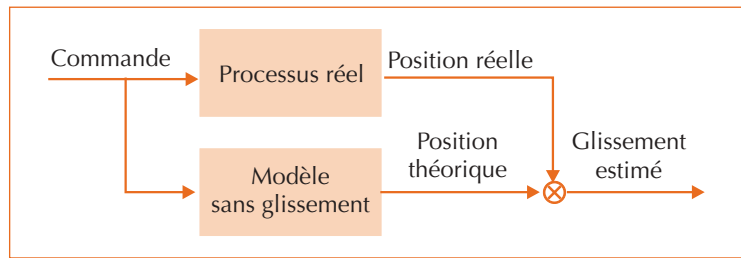 Commande
Processus réel
Position réelle
Modèle
sans glissement
Position
théorique
Glissement
estimé